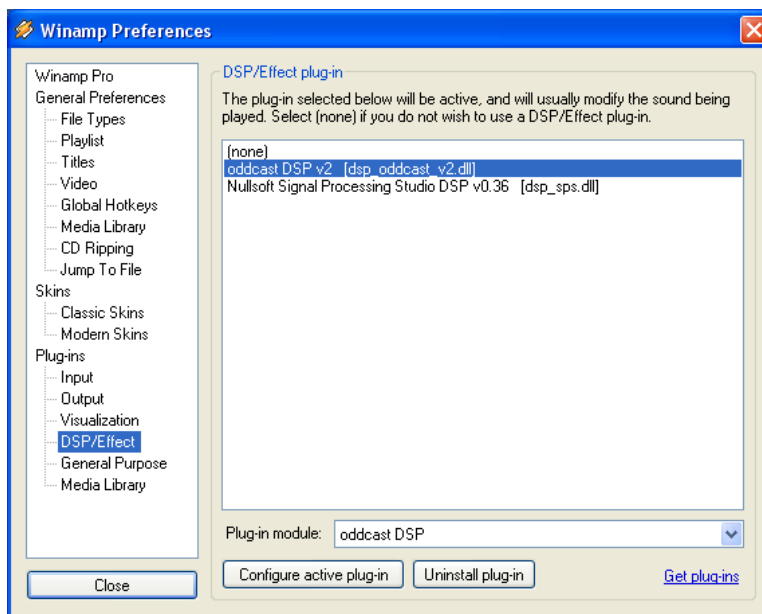 Winamp Preferences
Winamp Pro
General Preferences
File Types
Playlist
Titles
Video
Global Hotkeys
Media Library
CD Ripping
Jump To File
Skins
Classic Skins
Modern Skins
Plug-ins
Input
Output
Visualization
DSP/Effect
General Purpose
Media Library
Close
DSP/Effect plug-in
The plug-in selected below will be active, and will usually modify the sound being
played. Select (none) if you do not wish to use a DSP/Effect plug-in.
(none)
oddcast DSP v2 [dsp_oddcast_v2.dll]
Nullsoft Signal Processing Studio DSP v0.36 [dsp_sps.dll]
Plug-in module: oddcast DSP
Configure active plug-in Uninstall plug-in Get plug-ins